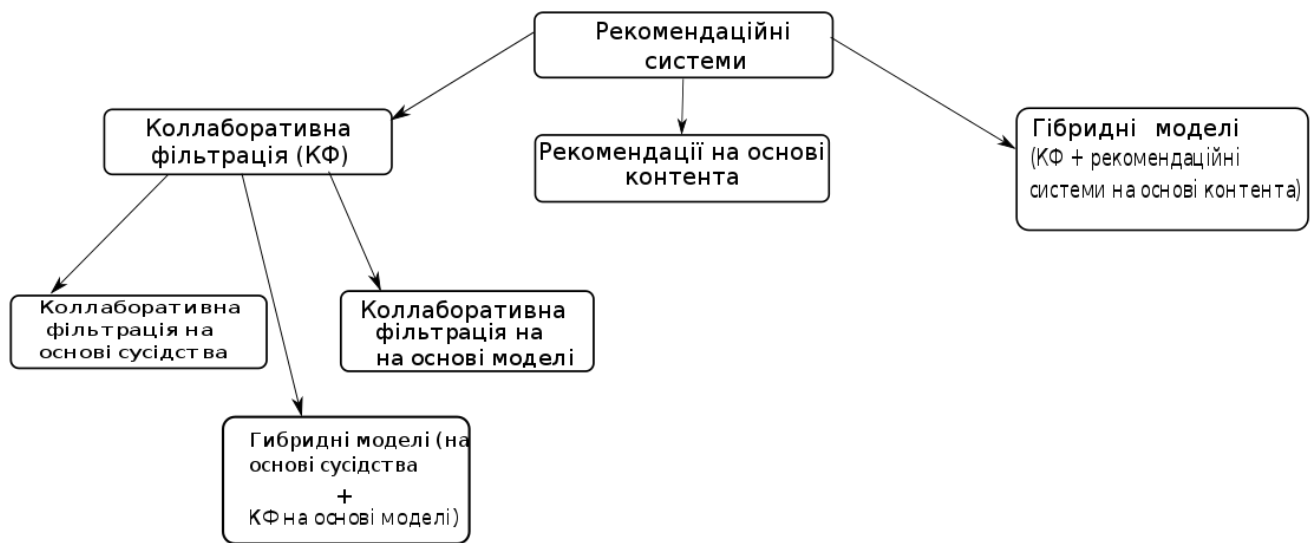 Рекомендаційні
системи
Коллаборативна
фільтрація (КФ)
Рекомендації на основі
контента
Гібридні моделі
(КФ + рекомендаційні
системи на основі контента)
Коллаборативна
фільтрація на
основі сусідства
Коллаборативна
фільтрація на
на основі моделі
Гибридні моделі (на
основі сусідства
+
КФ на основі моделі)